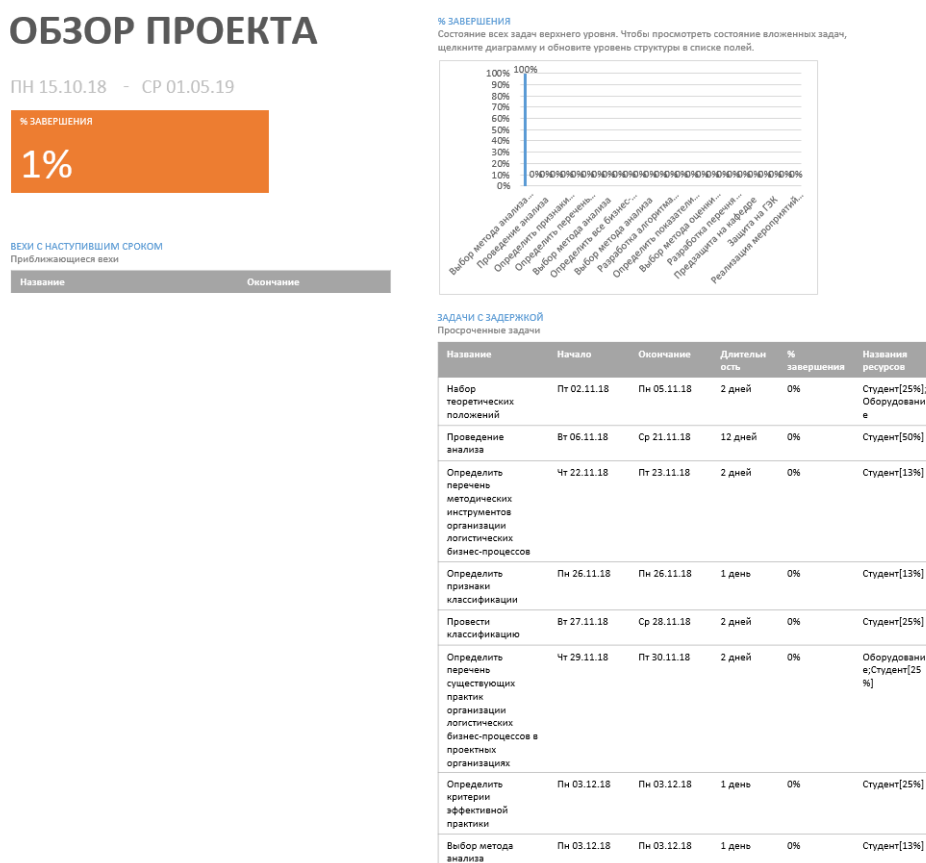 ОБЗОР ПРОЕКТА
ПН 15.10.18 - СР 01.05.19
% ЗАВЕРШЕНИЯ
1%
ВЕХИ С НАСТУПИВШИМ СРОКОМ
Приближающиеся вехи
Название Окончание
% ЗАВЕРШЕНИЯ
Состояние всех задач верхнего уровня. Чтобы просмотреть состояние вложенных задач,
щелкните диаграмму и обновите уровень структуры в списке полей.
100%
90%
80%
70%
60%
50%
40%
30%
20%
10%
0%
100%
0%0%0%0%0%0%0%0%0%0%0%0%0%0%0%0%0%0%0%0%0%0%0%0%0%0%
Выбор метода анализа...
Проведение анализа
Определить признаки...
Определить перечень...
Выбор метода анализа
Определить все бизнес-...
Выбор метода анализа
Разработка алгоритма...
Определить показатели...
Выбор метода оценки...
Разработка перечня...
Предзащита на кафедре
Защита на ГЭК
Реализация мероприятий...
ЗАДАЧИ С ЗАДЕРЖКОЙ
Просроченные задачи
Название Начало Окончание Длительн % Названия
ость завершения ресурсов
Набор Пт 02.11.18 Пн 05.11.18 2 дней 0% Студент[25%];
теоретических Оборудовани
положений е
Проведение Вт 06.11.18 Ср 21.11.18 12 дней 0% Студент[50%]
анализа
Определить Чт 22.11.18 Пт 23.11.18 2 дней 0% Студент[13%]
перечень
методических
инструментов
организации
логистических
бизнес-процессов
Определить Пн 26.11.18 Пн 26.11.18 1 день 0% Студент[13%]
признаки
классификации
Провести Вт 27.11.18 Ср 28.11.18 2 дней 0% Студент[25%]
классификацию
Определить Чт 29.11.18 Пт 30.11.18 2 дней 0% Оборудовани
перечень е;Студент[25
существующих %]
практик
организации
логистических
бизнес-процессов в
проектных
организациях
Определить Пн 03.12.18 Пн 03.12.18 1 день 0% Студент[25%]
критерии
эффективной
практики
Выбор метода Пн 03.12.18 Пн 03.12.18 1 день 0% Студент[13%]
анализа